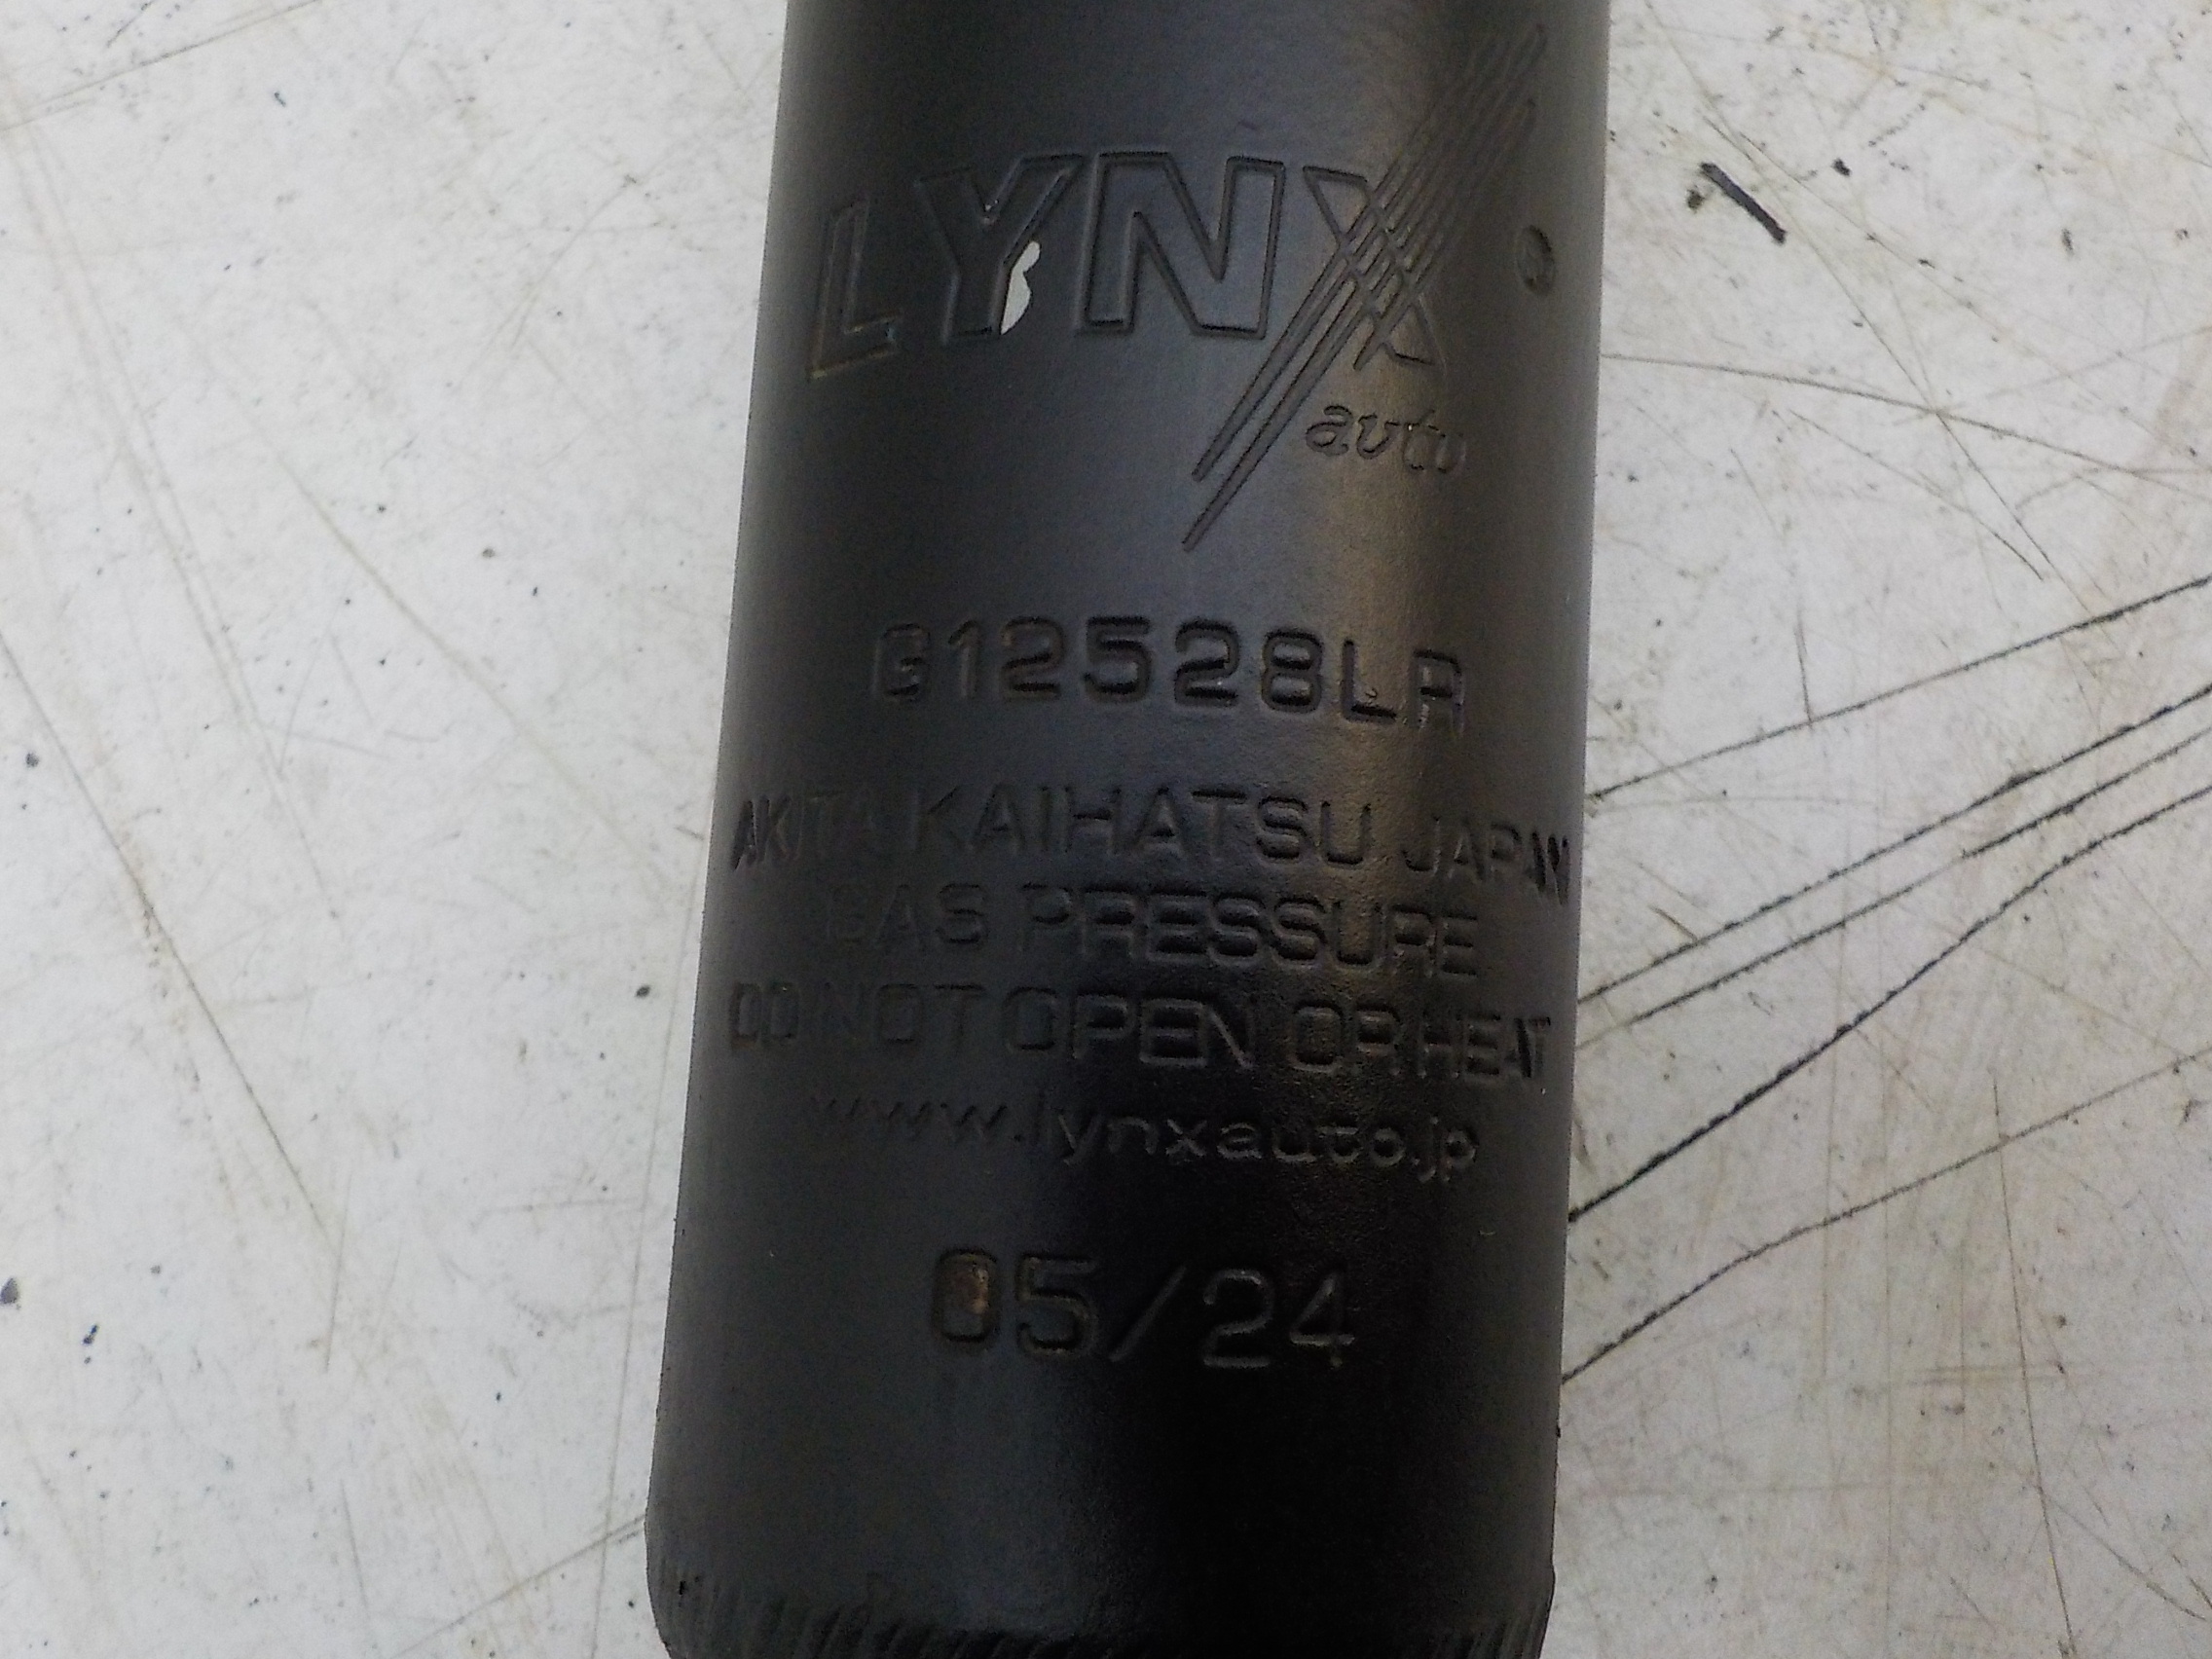 LYNX
auto
G12528LR
AKITA KAIHATSU JAPAN
GAS PRESSURE
DO NOT OPEN OR HEAT
www.lynxauto.jp
05/24